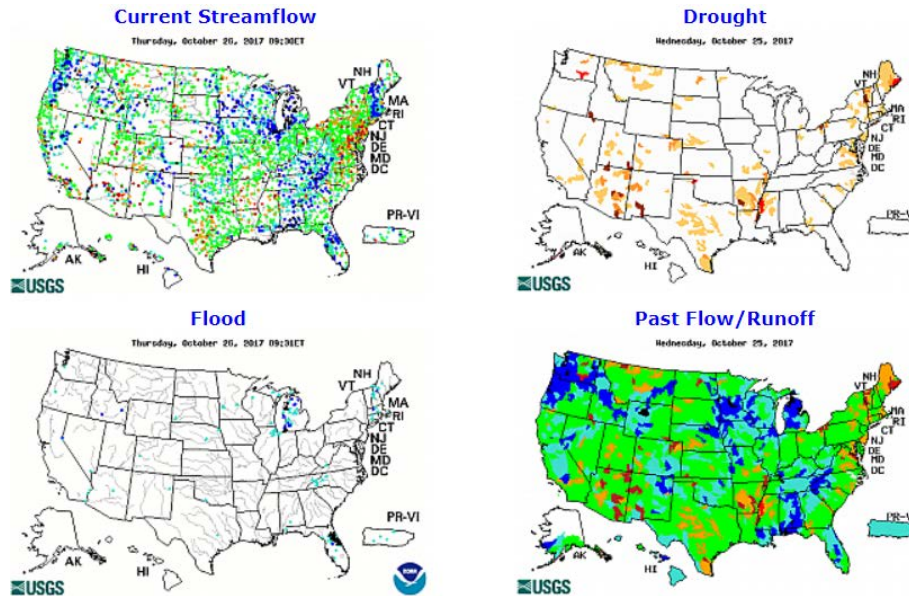 Current Streamflow
Thursday, October 26, 2017 09:30ET
NH
VT
MA
RI
CT
NJ
DE
MD
DC
PR-VI
AK
HI
USGS
Drought
Wednesday, October 25, 2017
NH
VT
MA
RI
CT
NJ
DE
MD
DC
PR-V
AK
HI
USGS
Flood
Thursday, October 26, 2017 09:31ET
NH
VT
MA
RI
CT
NJ
DE
MD
DC
PR-VI
AK
HI
USGS
Past Flow/Runoff
Wednesday, October 25, 2017
NH
VT
MA
RI
CT
NJ
DE
MD
DC
PR-V
AK
HI
USGS